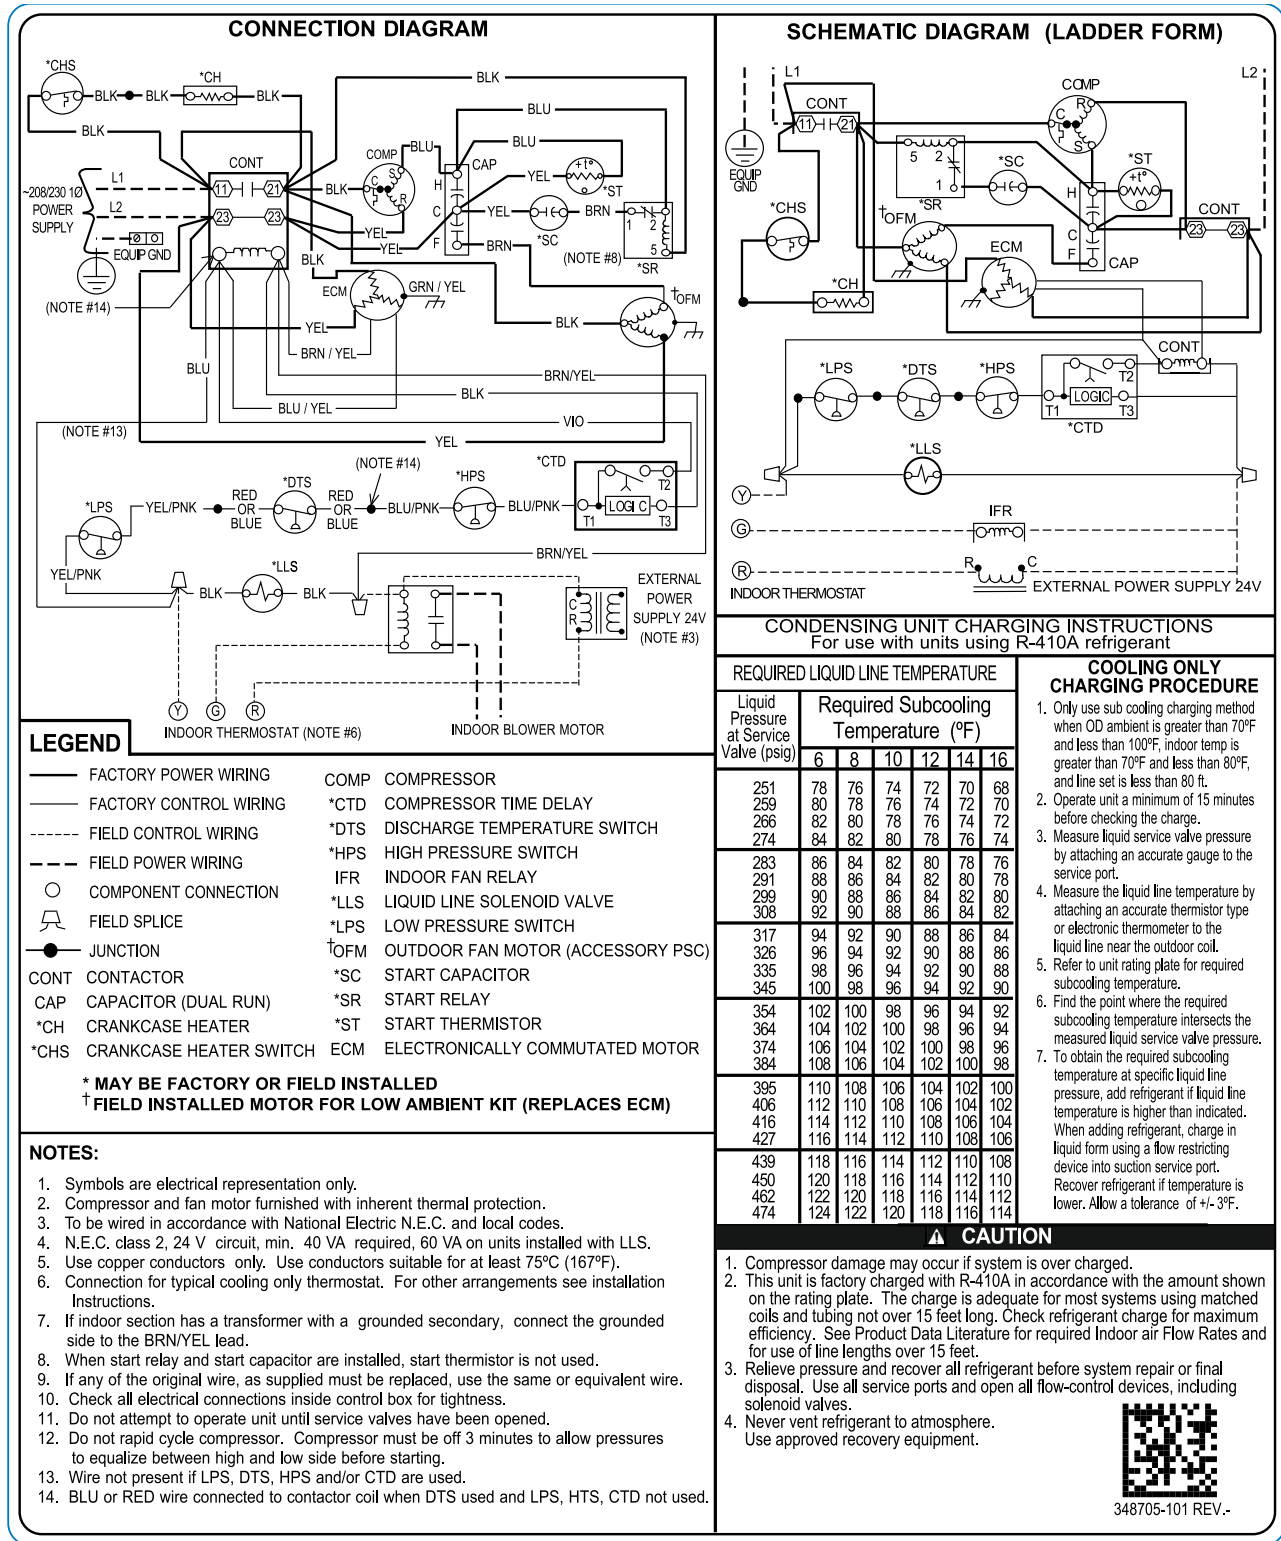 CONNECTION DIAGRAM
*CHS
*CH
BLK
BLK
BLK
BLK
BLK
BLU
BLU
COMP
BLU
CAP
CONT
~208/230 1Ø
POWER
SUPPLY
L1
L2
11
21
23
23
BLK
C
S
R
H
C
F
YEL
+t°
*ST
YEL
BRN
*SC
1
2
5
*SR
(NOTE #8)
YEL
YEL
BRN
EQUIP GND
(NOTE #14)
BLK
ECM
GRN / YEL
†OFM
BLK
YEL
BRN / YEL
BLU
BRN/YEL
BLK
BLU / YEL
VIO
(NOTE #13)
YEL
(NOTE #14)
*CTD
*LPS
YEL/PNK
RED
OR
BLUE
*DTS
RED
OR
BLUE
BLU/PNK
*HPS
BLU/PNK
T1
LOGIC
T2
T3
BRN/YEL
YEL/PNK
*LLS
BLK
BLK
EXTERNAL
POWER
SUPPLY 24V
(NOTE #3)
C
R
Y
G
R
INDOOR THERMOSTAT (NOTE #6)
INDOOR BLOWER MOTOR
LEGEND
FACTORY POWER WIRING
FACTORY CONTROL WIRING
FIELD CONTROL WIRING
FIELD POWER WIRING
COMPONENT CONNECTION
FIELD SPLICE
JUNCTION
CONT CONTACTOR
CAP CAPACITOR (DUAL RUN)
*CH CRANKCASE HEATER
*CHS CRANKCASE HEATER SWITCH
COMP COMPRESSOR
*CTD COMPRESSOR TIME DELAY
*DTS DISCHARGE TEMPERATURE SWITCH
*HPS HIGH PRESSURE SWITCH
IFR INDOOR FAN RELAY
*LLS LIQUID LINE SOLENOID VALVE
*LPS LOW PRESSURE SWITCH
†OFM OUTDOOR FAN MOTOR (ACCESSORY PSC)
*SC START CAPACITOR
*SR START RELAY
*ST START THERMISTOR
ECM ELECTRONICALLY COMMUTATED MOTOR
* MAY BE FACTORY OR FIELD INSTALLED
† FIELD INSTALLED MOTOR FOR LOW AMBIENT KIT (REPLACES ECM)
NOTES:
1. Symbols are electrical representation only.
2. Compressor and fan motor furnished with inherent thermal protection.
3. To be wired in accordance with National Electric N.E.C. and local codes.
4. N.E.C. class 2, 24 V circuit, min. 40 VA required, 60 VA on units installed with LLS.
5. Use copper conductors only. Use conductors suitable for at least 75ºC (167ºF).
6. Connection for typical cooling only thermostat. For other arrangements see installation
Instructions.
7. If indoor section has a transformer with a grounded secondary, connect the grounded
side to the BRN/YEL lead.
8. When start relay and start capacitor are installed, start thermistor is not used.
9. If any of the original wire, as supplied must be replaced, use the same or equivalent wire.
10. Check all electrical connections inside control box for tightness.
11. Do not attempt to operate unit until service valves have been opened.
12. Do not rapid cycle compressor. Compressor must be off 3 minutes to allow pressures
to equalize between high and low side before starting.
13. Wire not present if LPS, DTS, HPS and/or CTD are used.
14. BLU or RED wire connected to contactor coil when DTS used and LPS, HTS, CTD not used.
SCHEMATIC DIAGRAM (LADDER FORM)
L1
L2
COMP
CONT
11
21
R
C
S
EQUIP
GND
5
2
1
*SR
*SC
*ST
+t°
H
*CHS
†OFM
ECM
C
F
CAP
CONT
23
23
*CH
CONT
*LPS
*DTS
*HPS
T1
LOGIC
T2
T3
*CTD
*LLS
Y
G
IFR
R
R
C
INDOOR THERMOSTAT
EXTERNAL POWER SUPPLY 24V
CONDENSING UNIT CHARGING INSTRUCTIONS
For use with units using R-410A refrigerant
REQUIRED LIQUID LINE TEMPERATURE
Liquid
Pressure
at Service
Valve (psig)
Required Subcooling
Temperature (ºF)
6 8 10 12 14 16
251 78 76 74 72 70 68
259 80 78 76 74 72 70
266 82 80 78 76 74 72
274 84 82 80 78 76 74
283 86 84 82 80 78 76
291 88 86 84 82 80 78
299 90 88 86 84 82 80
308 92 90 88 86 84 82
317 94 92 90 88 86 84
326 96 94 92 90 88 86
335 98 96 94 92 90 88
345 100 98 96 94 92 90
354 102 100 98 96 94 92
364 104 102 100 98 96 94
374 106 104 102 100 98 96
384 108 106 104 102 100 98
395 110 108 106 104 102 100
406 112 110 108 106 104 102
416 114 112 110 108 106 104
427 116 114 112 110 108 106
439 118 116 114 112 110 108
450 120 118 116 114 112 110
462 122 120 118 116 114 112
474 124 122 120 118 116 114
COOLING ONLY
CHARGING PROCEDURE
1. Only use sub cooling charging method
when OD ambient is greater than 70ºF
and less than 100ºF, indoor temp is
greater than 70ºF and less than 80ºF,
and line set is less than 80 ft.
2. Operate unit a minimum of 15 minutes
before checking the charge.
3. Measure liquid service valve pressure
by attaching an accurate gauge to the
service port.
4. Measure the liquid line temperature by
attaching an accurate thermistor type
or electronic thermometer to the
liquid line near the outdoor coil.
5. Refer to unit rating plate for required
subcooling temperature.
6. Find the point where the required
subcooling temperature intersects the
measured liquid service valve pressure.
7. To obtain the required subcooling
temperature at specific liquid line
pressure, add refrigerant if liquid line
temperature is higher than indicated.
When adding refrigerant, charge in
liquid form using a flow restricting
device into suction service port.
Recover refrigerant if temperature is
lower. Allow a tolerance of +/- 3ºF.
CAUTION
1. Compressor damage may occur if system is over charged.
2. This unit is factory charged with R-410A in accordance with the amount shown
on the rating plate. The charge is adequate for most systems using matched
coils and tubing not over 15 feet long. Check refrigerant charge for maximum
efficiency. See Product Data Literature for required Indoor air Flow Rates and
for use of line lengths over 15 feet.
3. Relieve pressure and recover all refrigerant before system repair or final
disposal. Use all service ports and open all flow-control devices, including
solenoid valves.
4. Never vent refrigerant to atmosphere.
Use approved recovery equipment.
348705-101 REV.-